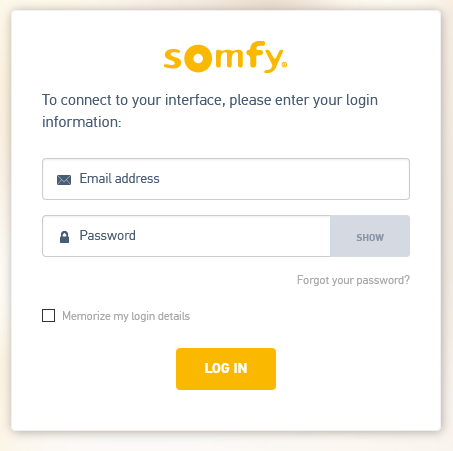 somfy®
To connect to your interface, please enter your login
information:
Email address
Password
SHOW
Forgot your password?
Memorize my login details
LOG IN